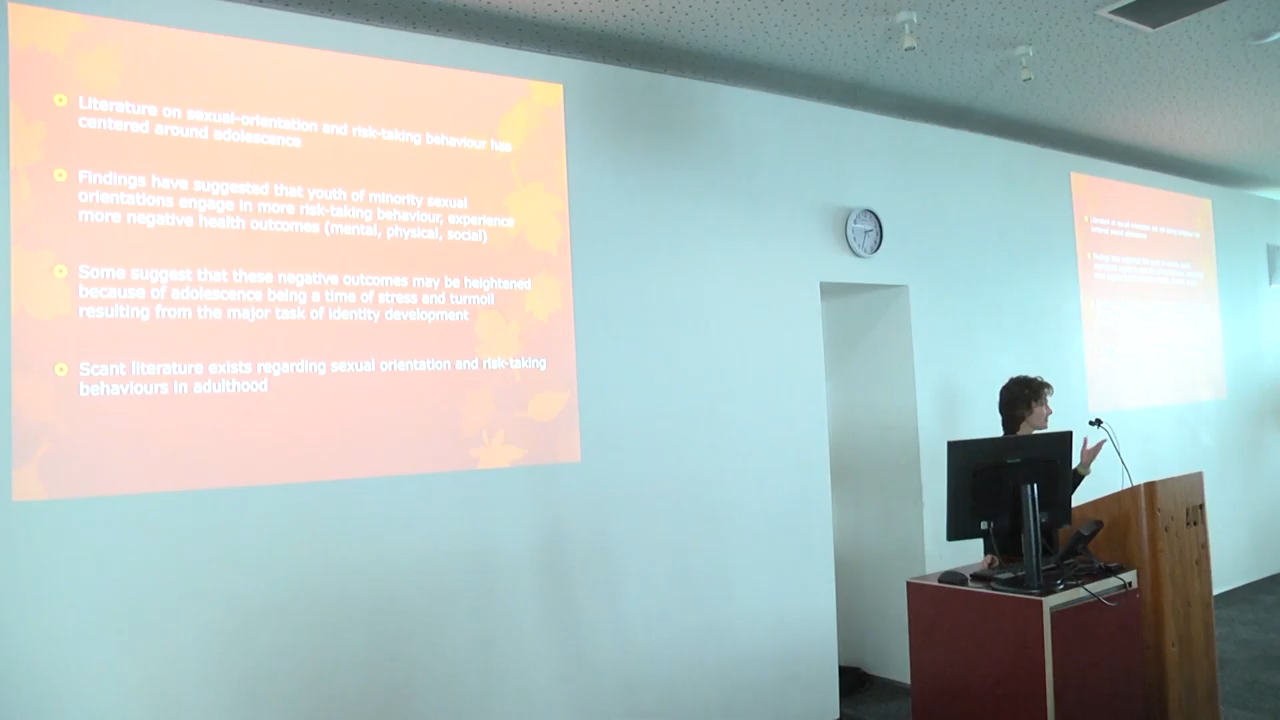 Literature on sexual-orientation and risk-taking behaviour has
centered around adolescence
Findings have suggested that youth of minority sexual
orientations engage in more risk-taking behaviour, experience
more negative health outcomes (mental, physical, social)
Some suggest that these negative outcomes may be heightened
because of adolescence being a time of stress and turmoil
resulting from the major task of identity development
Scant literature exists regarding sexual orientation and risk-taking
behaviours in adulthood